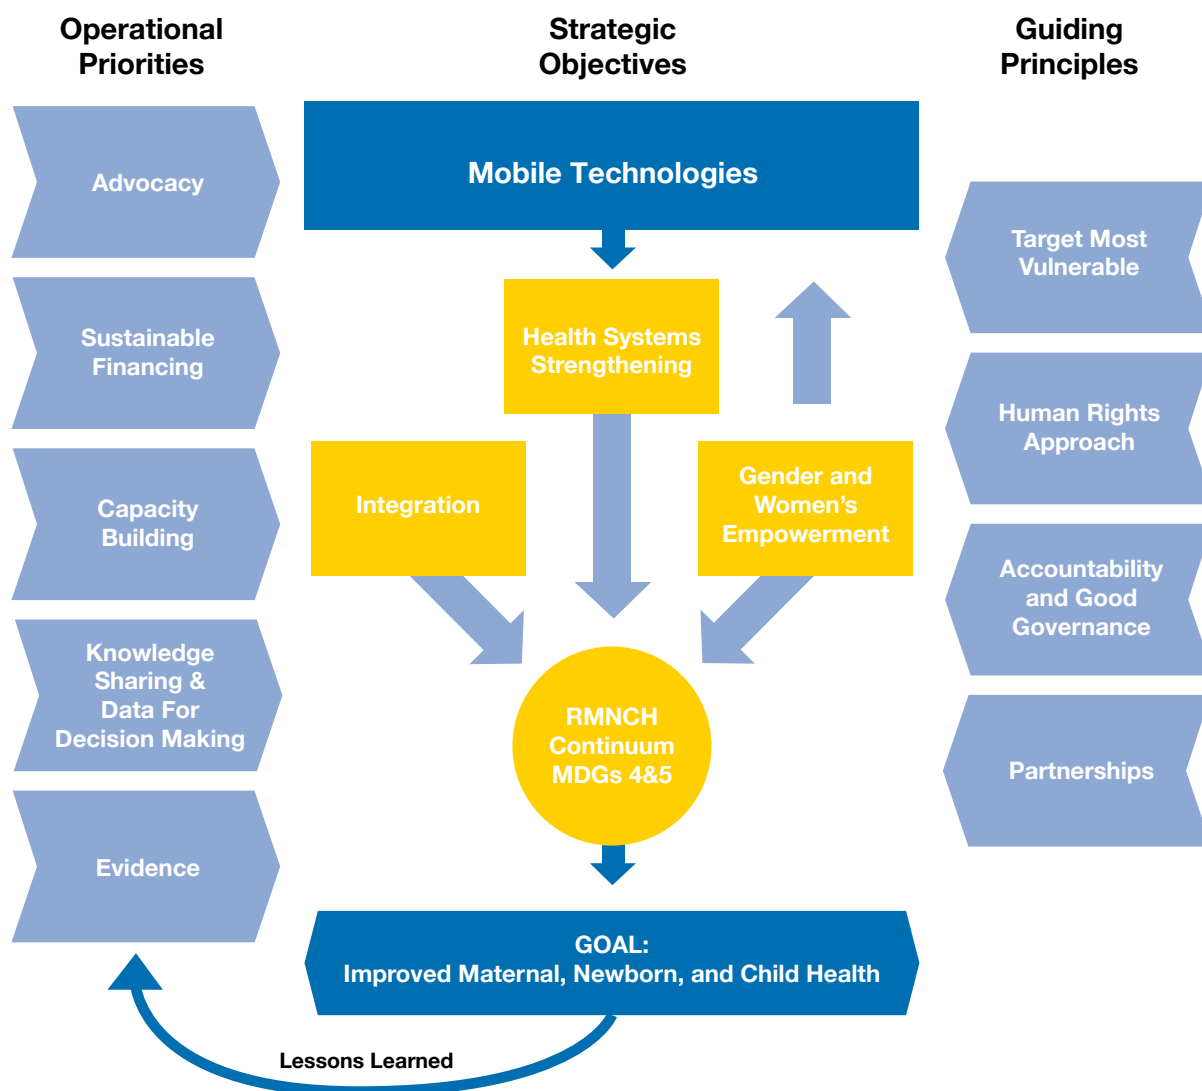 Operational
Priorities
Advocacy
Sustainable
Financing
Capacity
Building
Knowledge
Sharing &
Data For
Decision Making
Evidence
Strategic
Objectives
Mobile Technologies
Health Systems
Strengthening
Integration
Gender and
Women’s
Empowerment
RMNCH
Continuum
MDGs 4&5
GOAL:
Improved Maternal, Newborn, and Child Health
Lessons Learned
Guiding
Principles
Target Most
Vulnerable
Human Rights
Approach
Accountability
and Good
Governance
Partnerships